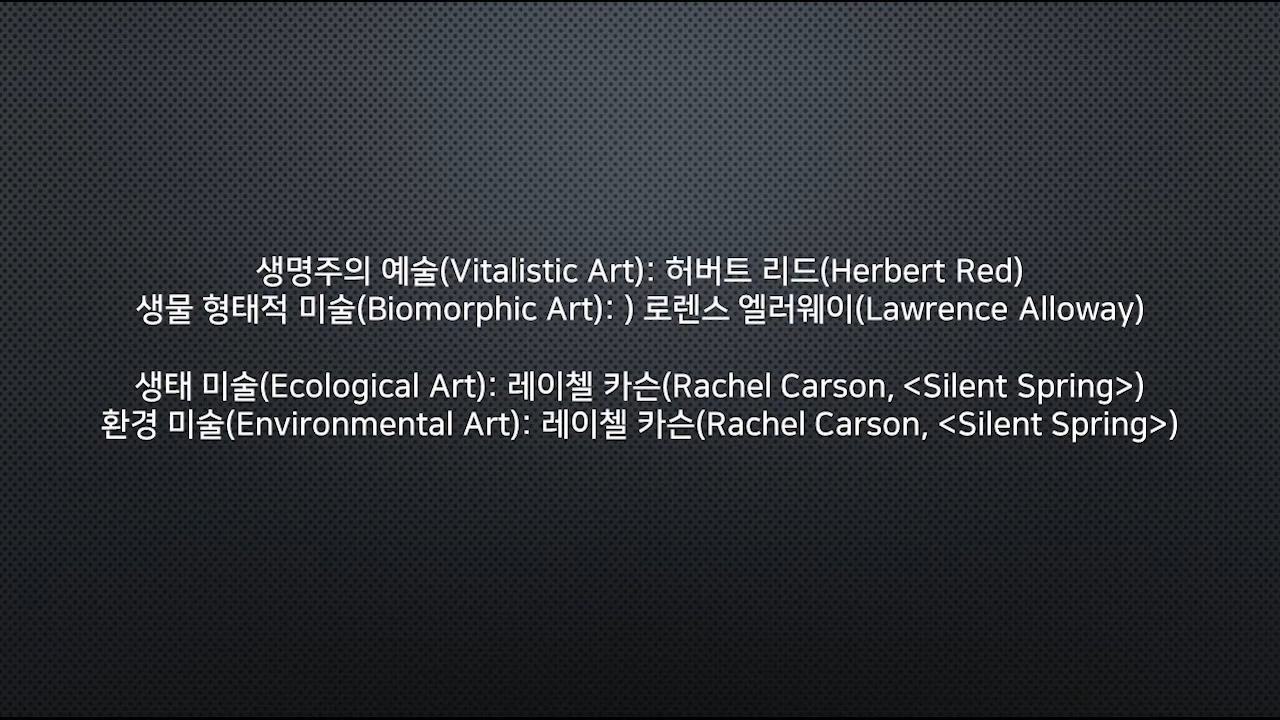 생명주의 예술(Vitalistic Art): 허버트 리드(Herbert Red)
생물 형태적 미술(Biomorphic Art): ) 로렌스 엘러웨이(Lawrence Alloway)
생태 미술(Ecological Art): 레이첼 카슨(Rachel Carson, <Silent Spring>)
환경 미술(Environmental Art): 레이첼 카슨(Rachel Carson, <Silent Spring>)